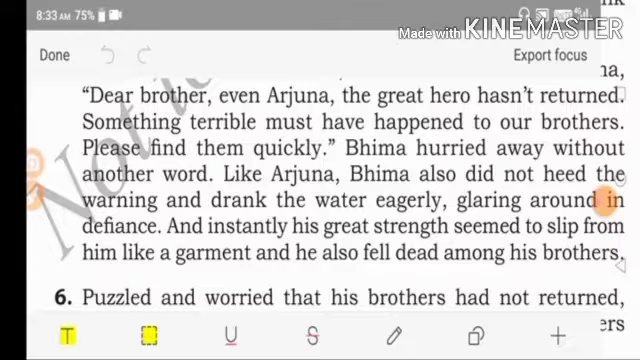 8:33 AM 75%
4G
Made with KINEMASTER
Done
Export focus
na,
"Dear brother, even Arjuna, the great hero hasn't returned.
Something terrible must have happened to our brothers.
Please find them quickly." Bhima hurried away without
another word. Like Arjuna, Bhima also did not heed the
warning and drank the water eagerly, glaring around in
defiance. And instantly his great strength seemed to slip from
him like a garment and he also fell dead among his brothers.
6. Puzzled and worried that his brothers had not returned,
ers
T U S